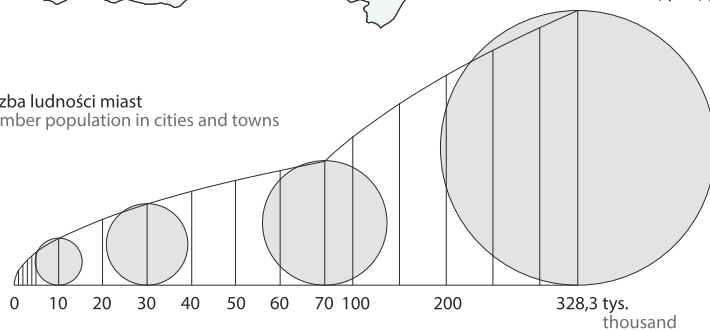 zba ludności miast
mber population in cities and towns
0 10 20 30 40 50 60 70 100 200 328,3 tys.
thousand